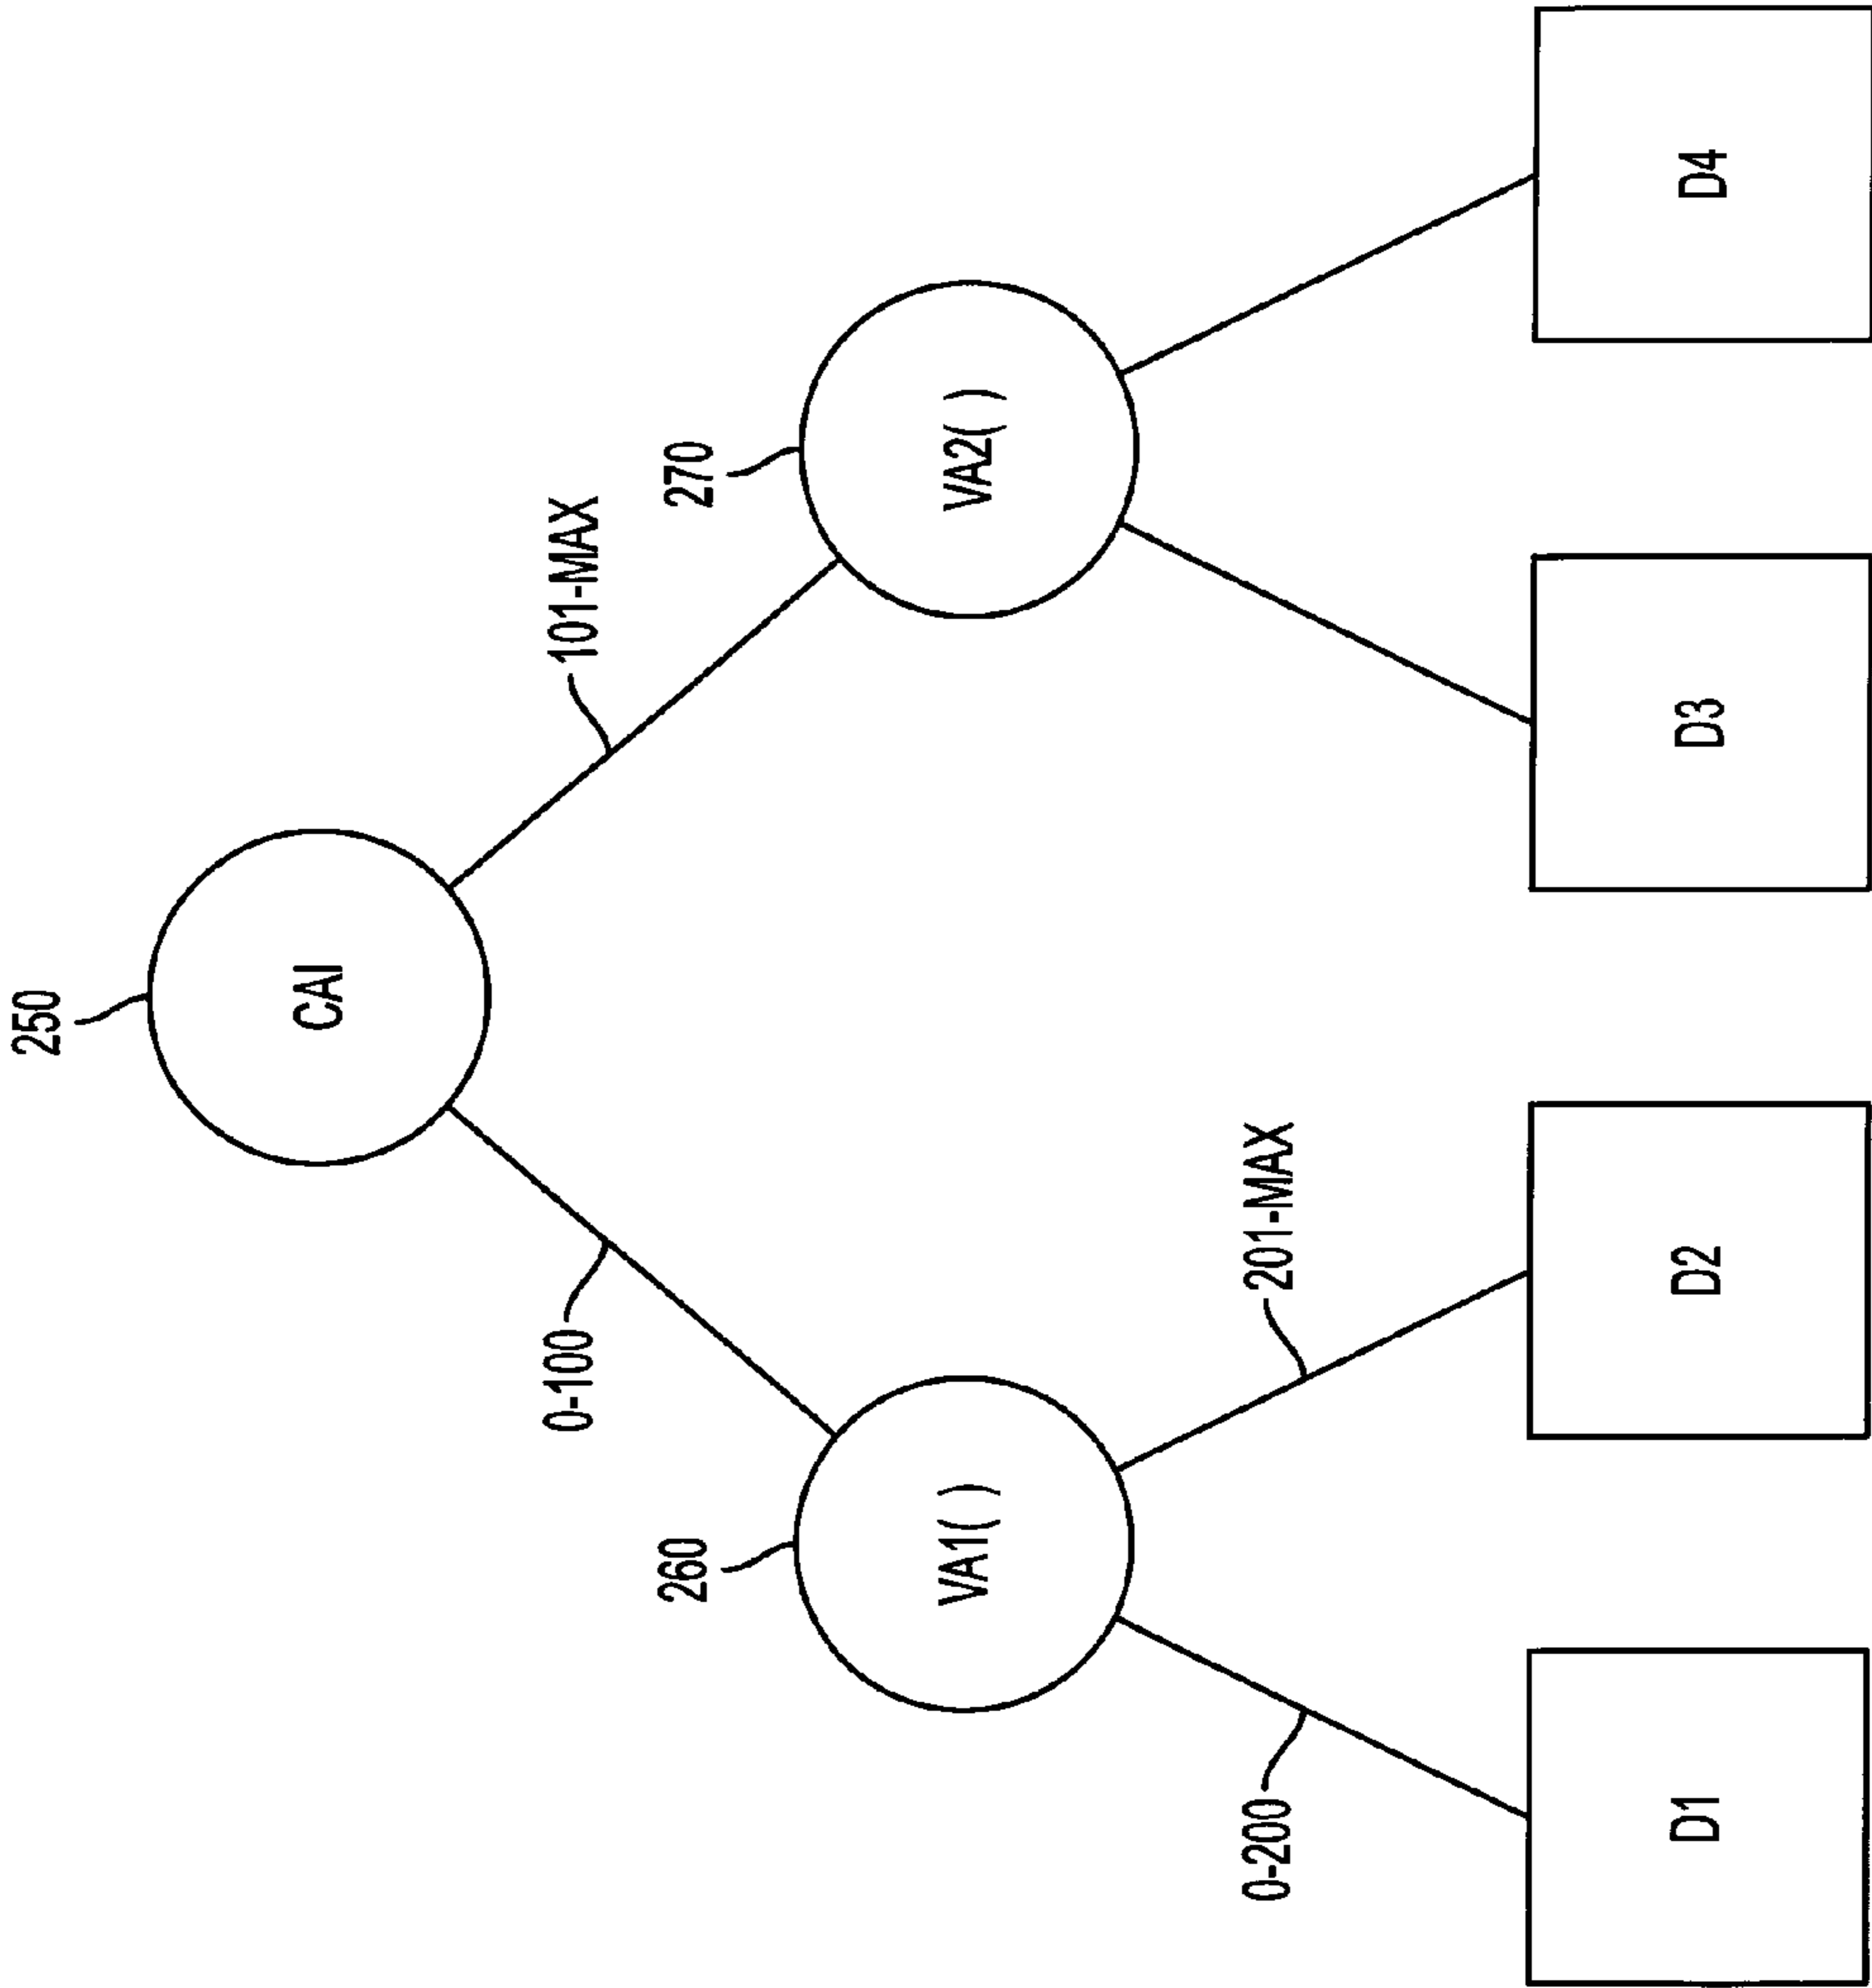 250
CAI
0-100
101-MAX
260
VA1( )
270
VA2( )
0-200
201-MAX
D1
D2
D3
D4